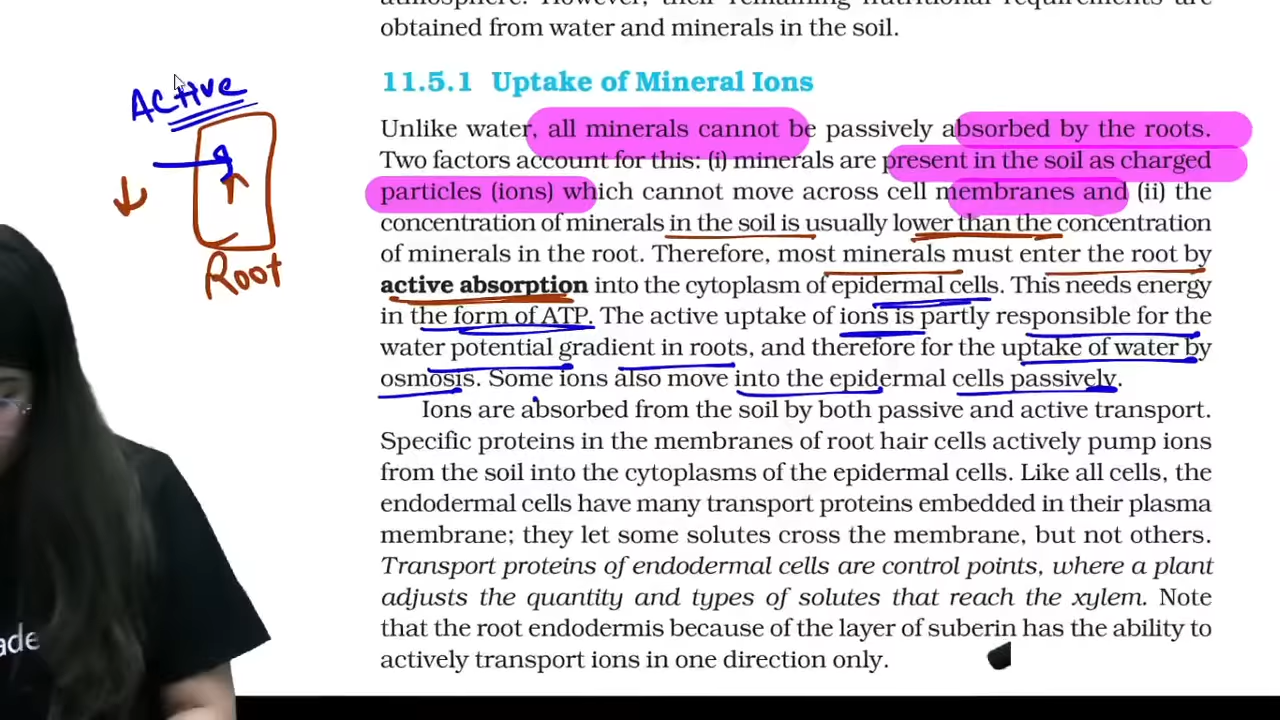 atmosphere. However, their remaining nutritional requirements are
obtained from water and minerals in the soil.
11.5.1 Uptake of Mineral Ions
Active
Root
Unlike water, all minerals cannot be passively absorbed by the roots.
Two factors account for this: (i) minerals are present in the soil as charged
particles (ions) which cannot move across cell membranes and (ii) the
concentration of minerals in the soil is usually lower than the concentration
of minerals in the root. Therefore, most minerals must enter the root by
active absorption into the cytoplasm of epidermal cells. This needs energy
in the form of ATP. The active uptake of ions is partly responsible for the
water potential gradient in roots, and therefore for the uptake of water by
osmosis. Some ions also move into the epidermal cells passively.
Ions are absorbed from the soil by both passive and active transport.
Specific proteins in the membranes of root hair cells actively pump ions
from the soil into the cytoplasms of the epidermal cells. Like all cells, the
endodermal cells have many transport proteins embedded in their plasma
membrane; they let some solutes cross the membrane, but not others.
Transport proteins of endodermal cells are control points, where a plant
adjusts the quantity and types of solutes that reach the xylem. Note
that the root endodermis because of the layer of suberin has the ability to
actively transport ions in one direction only.
ade